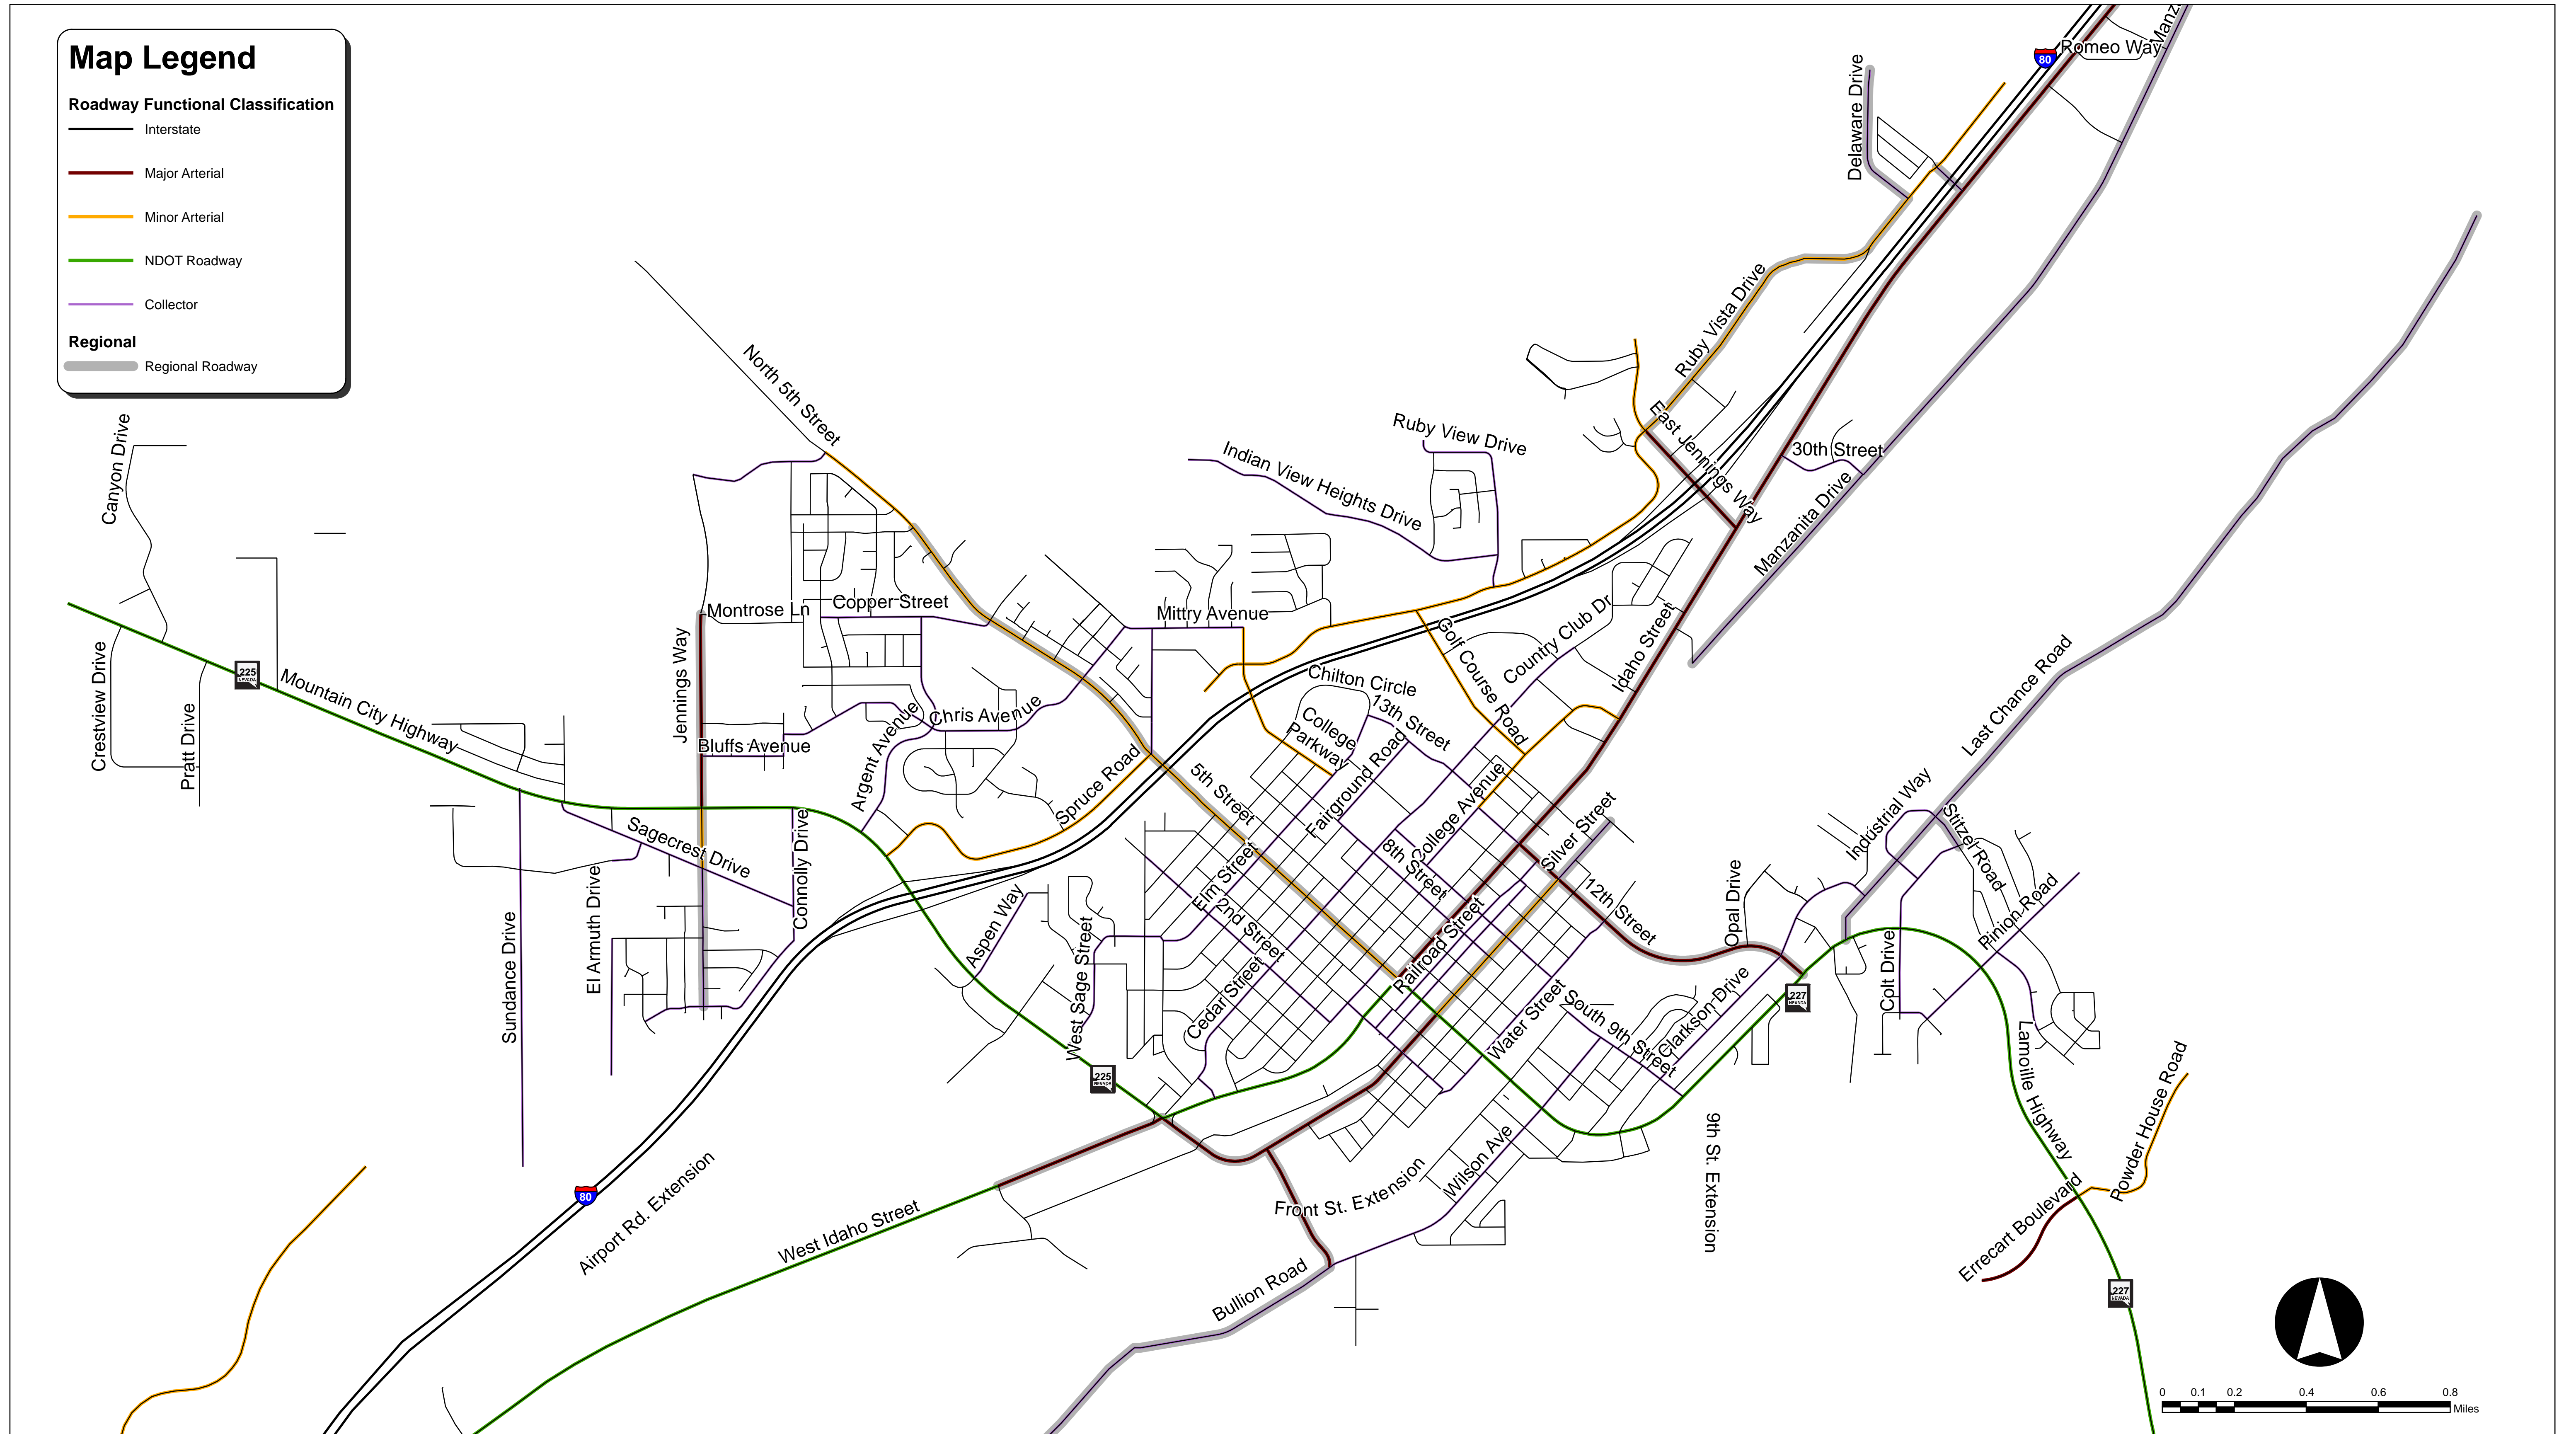 Map Legend
Roadway Functional Classification
Interstate
Major Arterial
Minor Arterial
NDOT Roadway
Collector
Regional
Regional Roadway
80
Romeo Way
Manz
Delaware Drive
Ruby Vista Drive
North 5th Street
East Jennings Way
30th Street
Ruby View Drive
Indian View Heights Drive
Manzanita Drive
Canyon Drive
Montrose Ln
Copper Street
Mittry Avenue
Country Club Dr
Golf Course Road
Idaho Street
Crestview Drive
Pratt Drive
225
NEVADA
Mountain City Highway
Jennings Way
Bluffs Avenue
Argent Avenue
Chris Avenue
Chilton Circle
13th Street
College
Parkway
Fairground Road
Last Chance Road
Spruce Road
5th Street
College Avenue
8th Street
Silver Street
Industrial Way
Stitzel Road
Sagecrest Drive
Connolly Drive
Elm Street
2nd Street
Railroad Street
12th Street
Opal Drive
Pinion Road
Sundance Drive
El Armuth Drive
Aspen Way
West Sage Street
Cedar Street
Water Street
South 9th Street
Clarkson Drive
227
NEVADA
Colt Drive
Lamoille Highway
Powder House Road
225
NEVADA
Wilson Ave
9th St. Extension
Front St. Extension
Errecart Boulevard
80
Airport Rd. Extension
West Idaho Street
Bullion Road
227
NEVADA
0 0.1 0.2 0.4 0.6 0.8
Miles